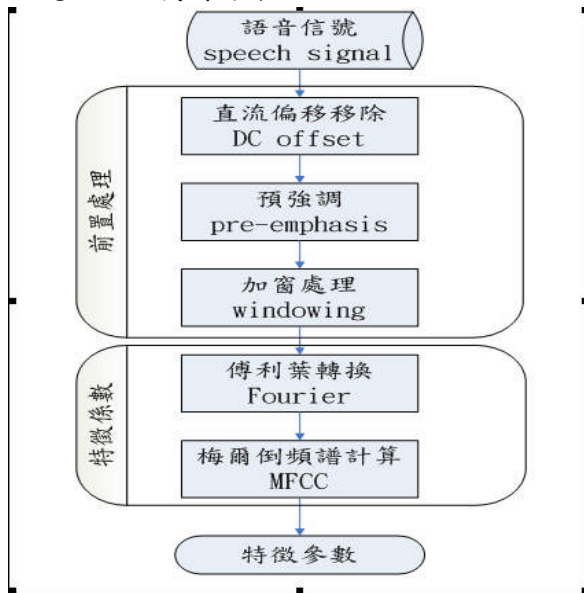 語音信號
speech signal
直流偏移移除
DC offset
預強調
pre-emphasis
加窗處理
windowing
前置處理
傅利葉轉換
Fourier
梅爾倒頻譜計算
MFCC
特徵係數
特徵參數